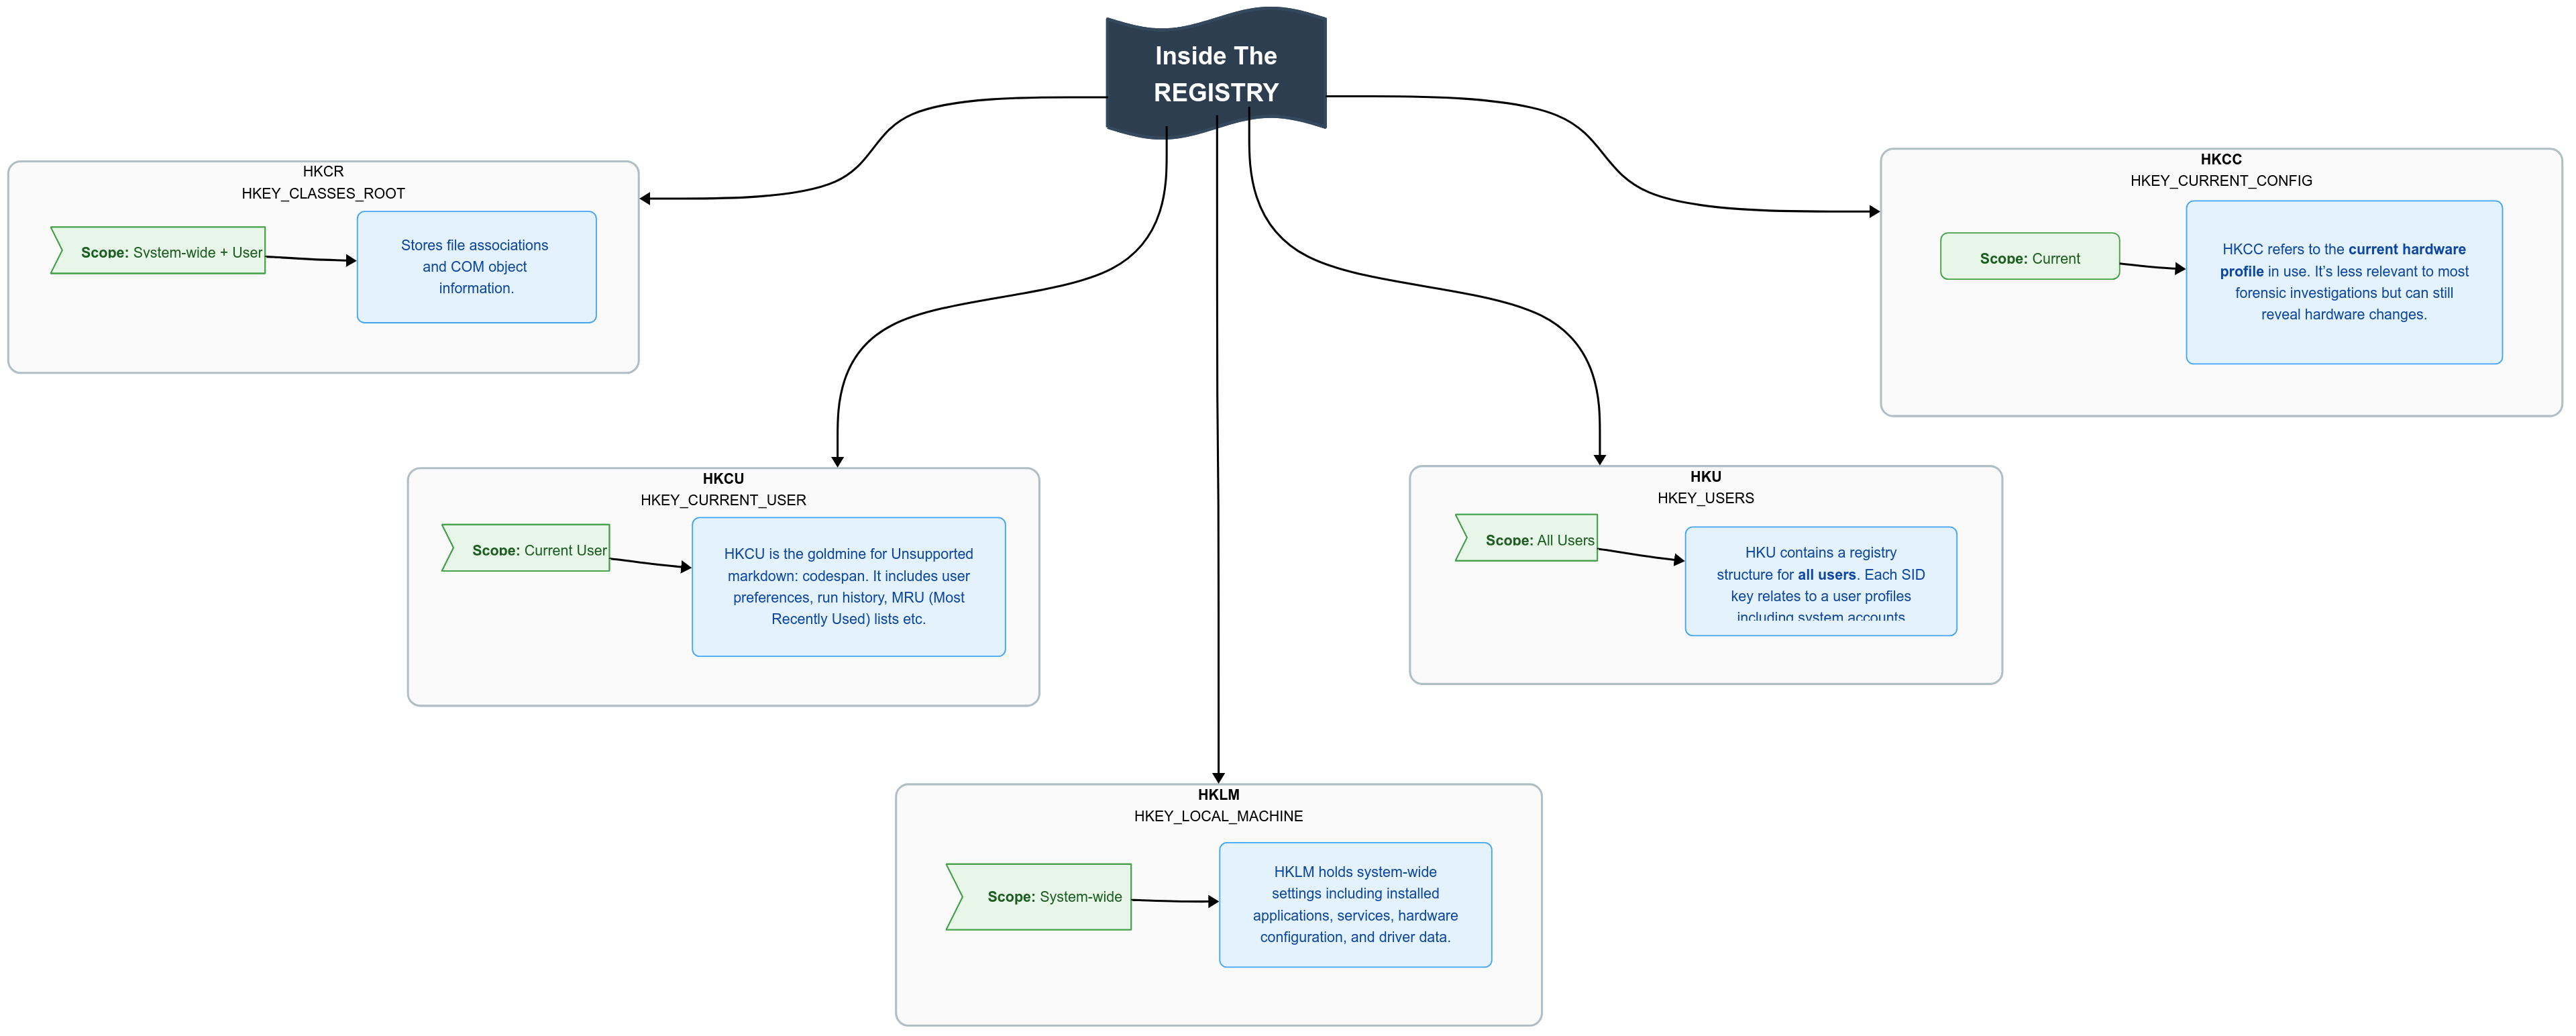 Inside The
REGISTRY
HKCR
HKEY_CLASSES_ROOT
Scope: System-wide + User
Stores file associations
and COM object
information.
HKCC
HKEY_CURRENT_CONFIG
Scope: Current
HKCC refers to the current hardware
profile in use. It’s less relevant to most
forensic investigations but can still
reveal hardware changes.
HKCU
HKEY_CURRENT_USER
Scope: Current User
HKCU is the goldmine for Unsupported
markdown: codespan. It includes user
preferences, run history, MRU (Most
Recently Used) lists etc.
HKU
HKEY_USERS
Scope: All Users
HKU contains a registry
structure for all users. Each SID
key relates to a user profiles
including system accounts
HKLM
HKEY_LOCAL_MACHINE
Scope: System-wide
HKLM holds system-wide
settings including installed
applications, services, hardware
configuration, and driver data.